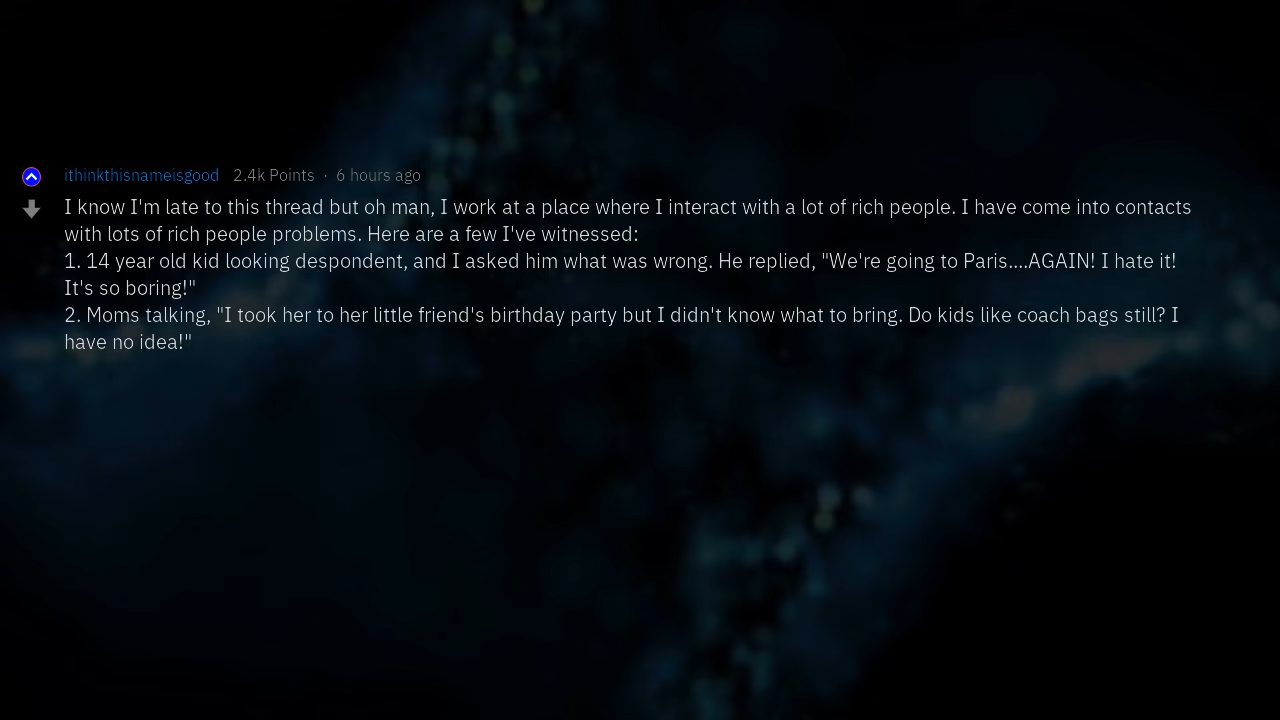 ithinkthisnameisgood 2.4k Points · 6 hours ago
I know I'm late to this thread but oh man, I work at a place where I interact with a lot of rich people. I have come into contacts
with lots of rich people problems. Here are a few I've witnessed:
1. 14 year old kid looking despondent, and I asked him what was wrong. He replied, "We're going to Paris....AGAIN! I hate it!
It's so boring!"
2. Moms talking, "I took her to her little friend's birthday party but I didn't know what to bring. Do kids like coach bags still? I
have no idea!"